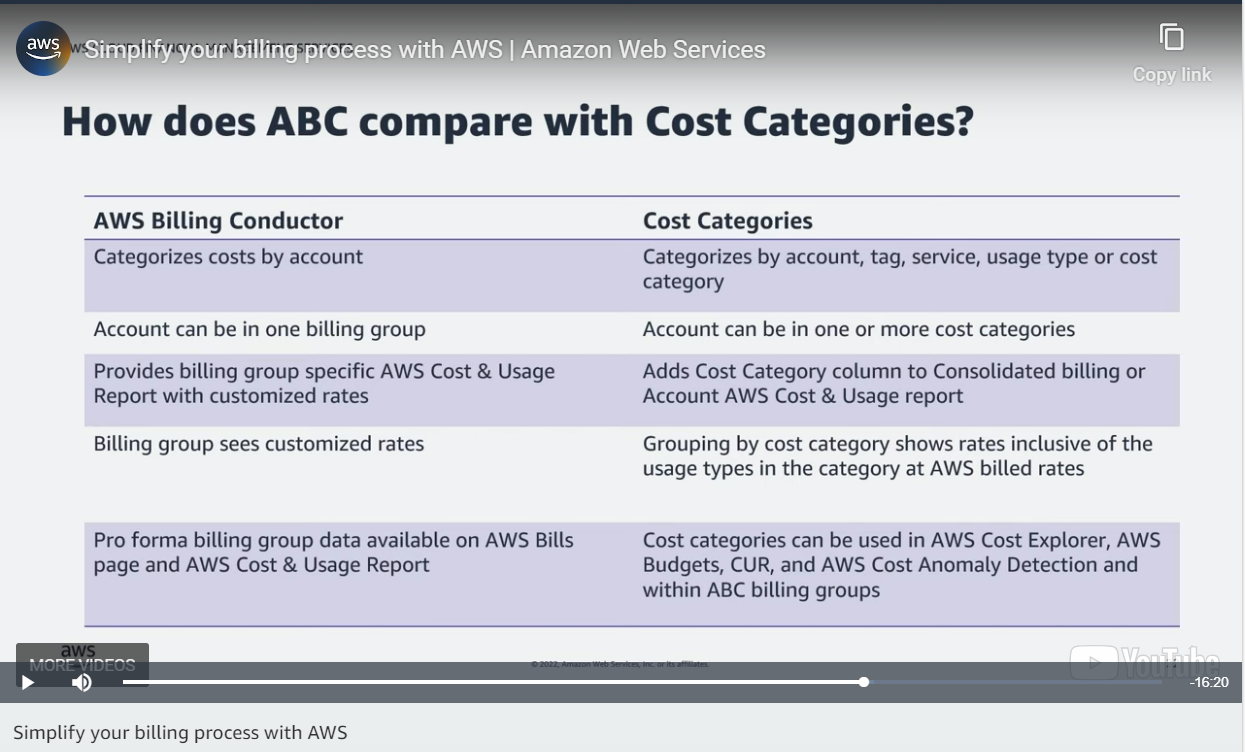 aws
Simplify your billing process with AWS | Amazon Web Services
Copy link
How does ABC compare with Cost Categories?
AWS Billing Conductor
Cost Categories
Categorizes costs by account
Categorizes by account, tag, service, usage type or cost
category
Account can be in one billing group
Account can be in one or more cost categories
Provides billing group specific AWS Cost & Usage
Report with customized rates
Adds Cost Category column to Consolidated billing or
Account AWS Cost & Usage report
Billing group sees customized rates
Grouping by cost category shows rates inclusive of the
usage types in the category at AWS billed rates
Pro forma billing group data available on AWS Bills
page and AWS Cost & Usage Report
Cost categories can be used in AWS Cost Explorer, AWS
Budgets, CUR, and AWS Cost Anomaly Detection and
within ABC billing groups
aws
MORE VIDEOS
© 2022, Amazon Web Services, Inc. or its affiliates.
YouTube
-16:20
Simplify your billing process with AWS